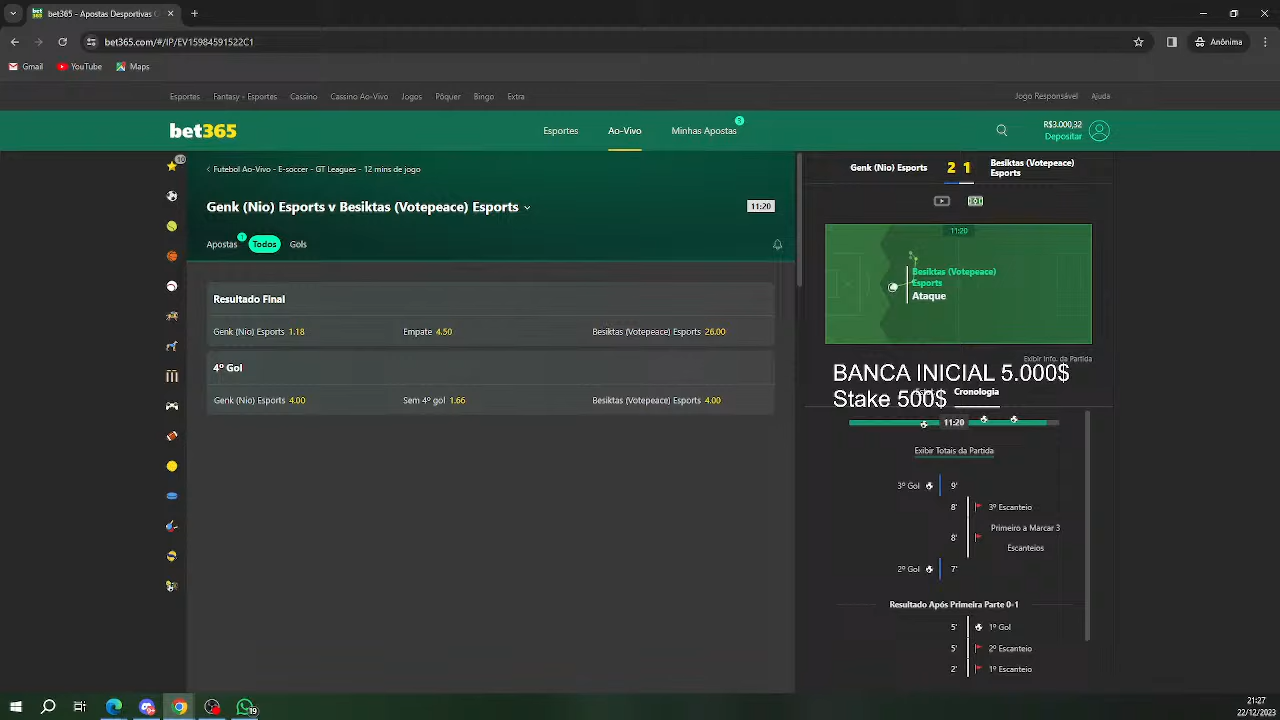 bet365 - Apostas Desportivas C
bet365.com/#/IP/EV15984591522C1
Anônima
Gmail
YouTube
Maps
Esportes Fantasy - Esportes Cassino Cassino Ao-Vivo Jogos Pôquer Bingo Extra
Jogo Responsável Ajuda
bet365
Esportes Ao-Vivo Minhas Apostas
R$3.000,32
Depositar
Futebol Ao-Vivo - E-soccer - GT Leagues - 12 mins de jogo
Genk (Nio) Esports v Besiktas (Votepeace) Esports
11:20
Apostas 1 Todos Gols
Resultado Final
Genk (Nio) Esports 1.18 Empate 4.50 Besiktas (Votepeace) Esports 26.00
4º Gol
Genk (Nio) Esports 4.00 Sem 4º gol 1.66 Besiktas (Votepeace) Esports 4.00
Genk (Nio) Esports 2 1 Besiktas (Votepeace)
Esports
11:20
Besiktas (Votepeace)
Esports
Ataque
Exibir Info. da Partida
BANCA INICIAL 5.000$
Stake 500$
Cronologia
11:20
Exibir Totais da Partida
3º Gol 9'
8' 3º Escanteio
Primeiro a Marcar 3
8'
Escanteios
2º Gol 7'
Resultado Após Primeira Parte 0-1
5' 1º Gol
5' 2º Escanteio
2' 1º Escanteio
21:27
22/12/2023